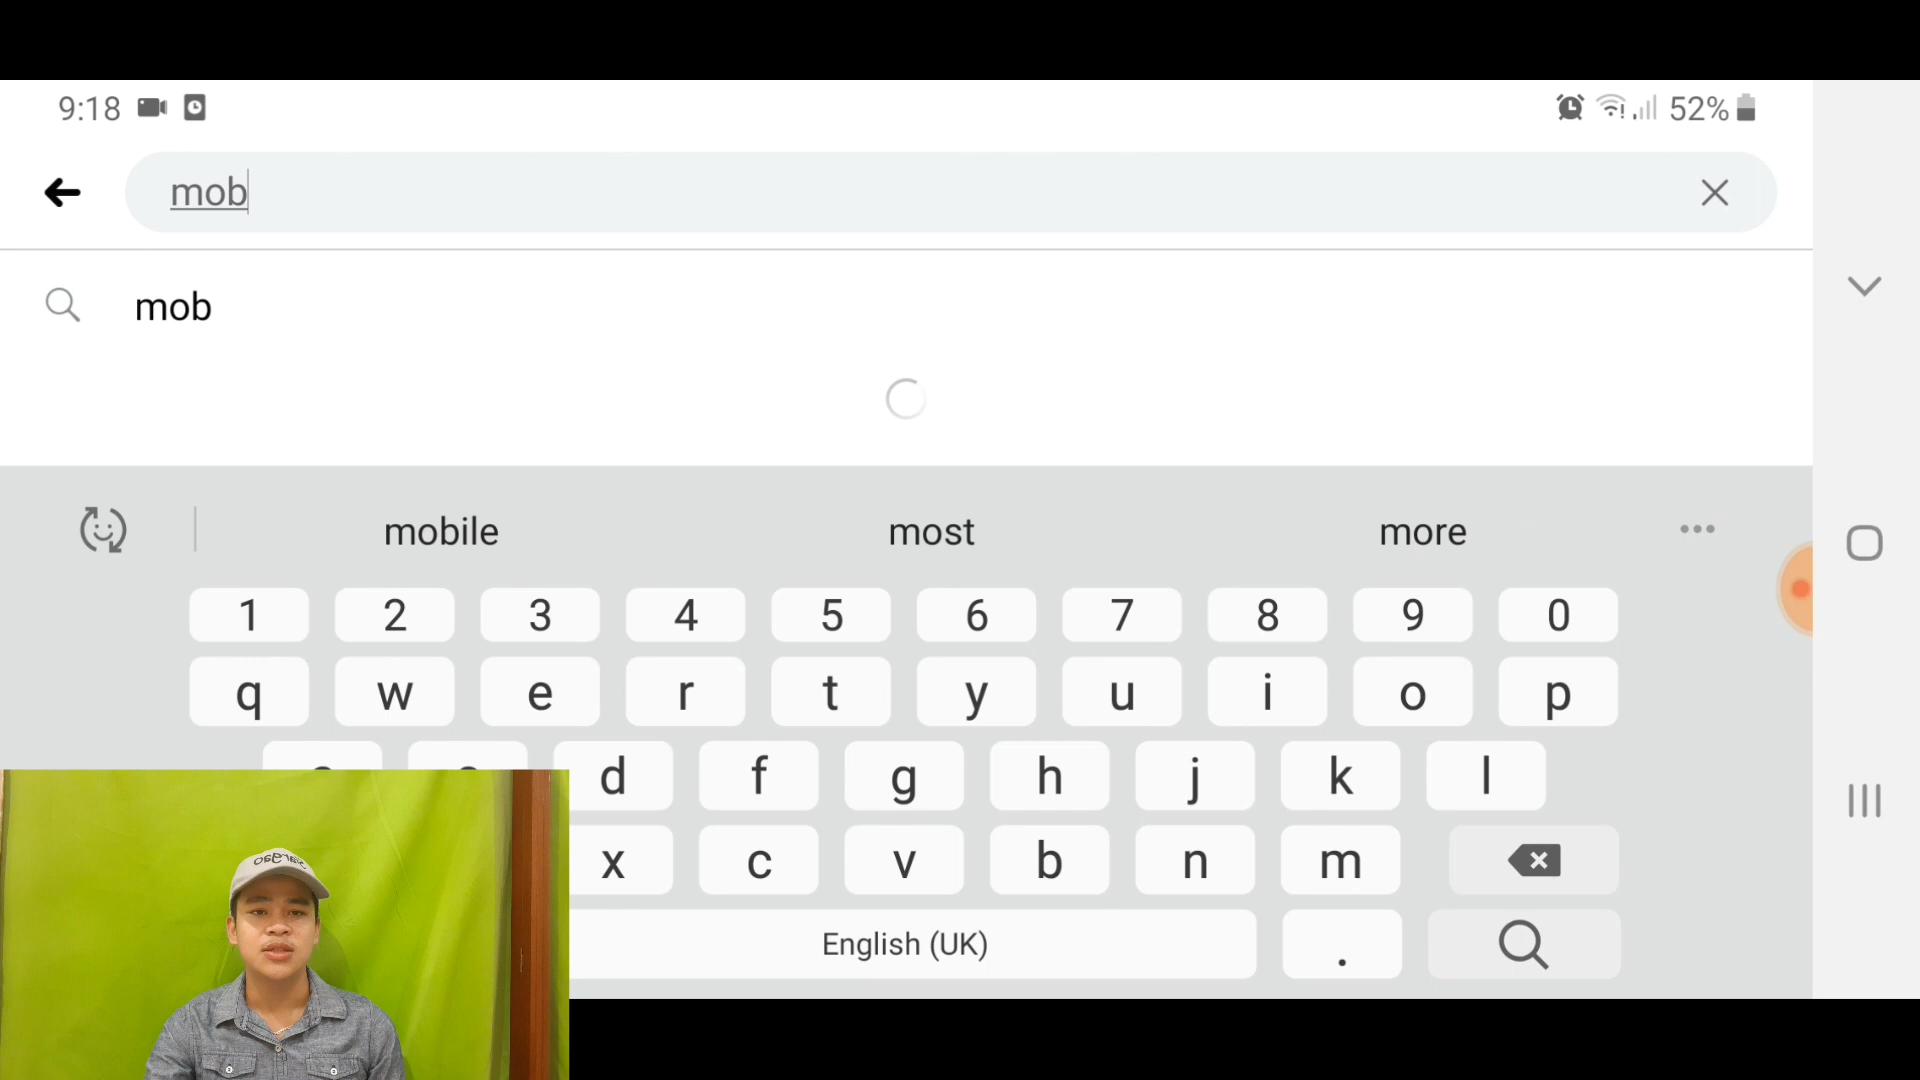 9:18 52%
mob
mob
mobile most more
1 2 3 4 5 6 7 8 9 0
q w e r t y u i o p
d f g h j k l
x c v b n m
English (UK) .